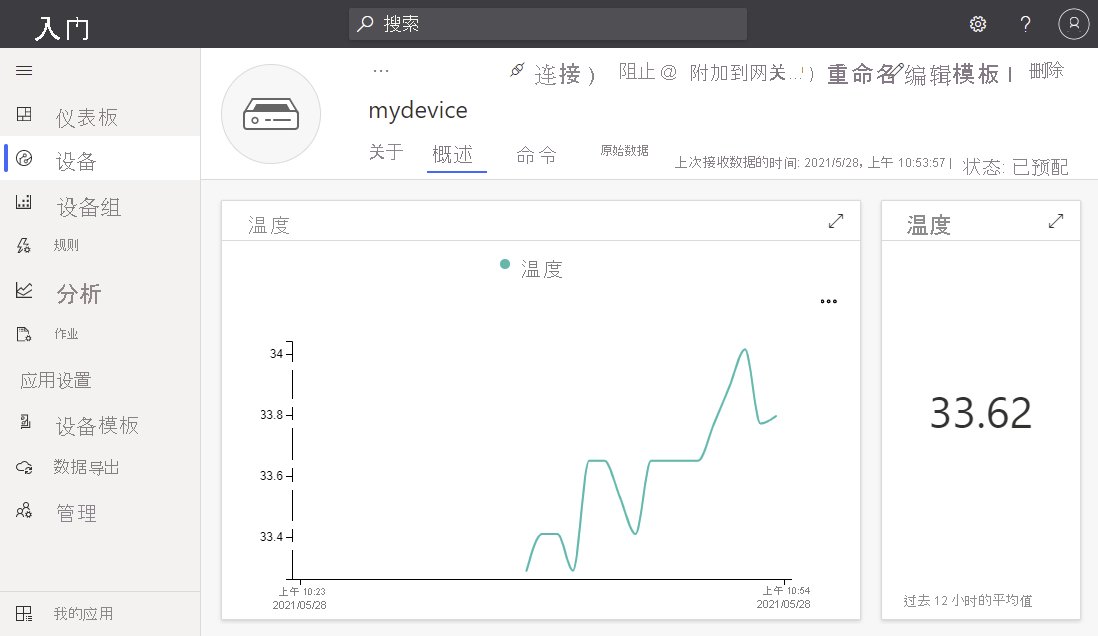 入门
搜索
?
仪表板
设备
设备组
规则
分析
作业
应用设置
设备模板
数据导出
管理
我的应用
...
连接 )
阻止@
附加到网关...!)
重命名
编辑模板 |
删除
mydevice
关于
概述
命令
原始数据
上次接收数据的时间: 2021/5/28, 上午 10:53:57 |
状态: 已预配
温度
温度
34
33.8
33.6
33.4
上午 10:23
2021/05/28
上午 10:54
2021/05/28
温度
33.62
过去 12 小时的平均值